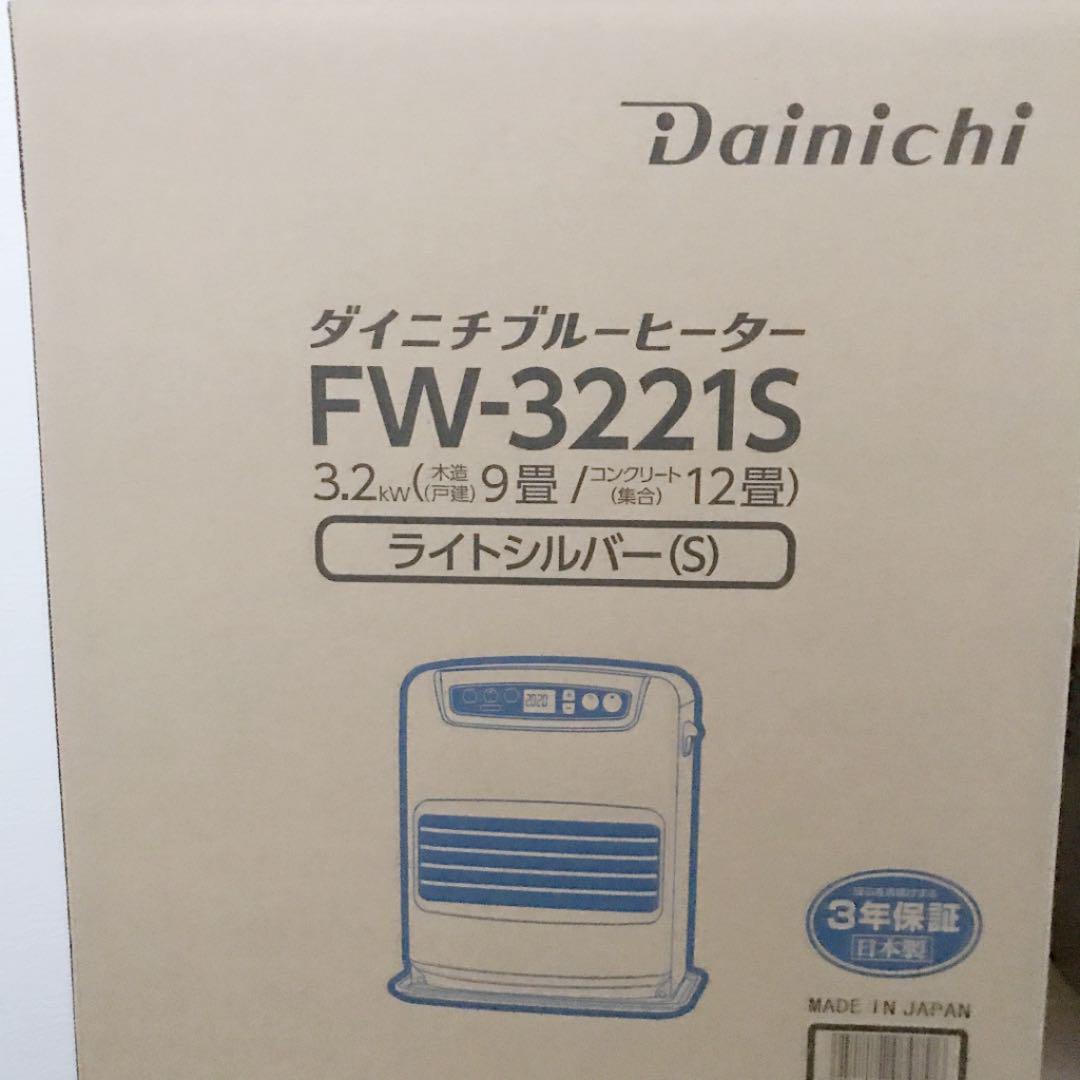 Dainichi
ダイニチブルーヒーター
FW-3221S
3.2kW(木造(戸建)9畳/コンクリート(集合)12畳)
ライトシルバー(S)
2020
3年保証
日本製
MADE IN JAPAN